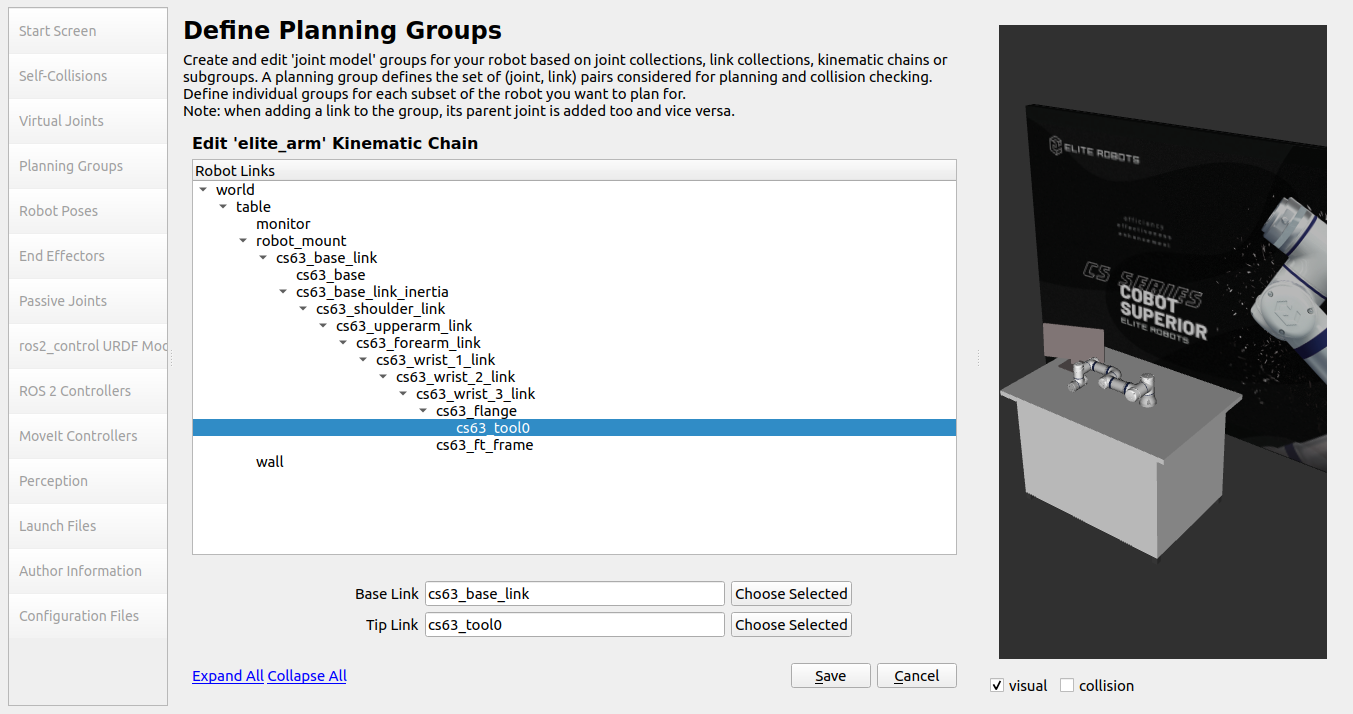 Start Screen
Self-Collisions
Virtual Joints
Planning Groups
Robot Poses
End Effectors
Passive Joints
ros2_control URDF Moc
ROS 2 Controllers
MoveIt Controllers
Perception
Launch Files
Author Information
Configuration Files
Define Planning Groups
Create and edit 'joint model' groups for your robot based on joint collections, link collections, kinematic chains or
subgroups. A planning group defines the set of (joint, link) pairs considered for planning and collision checking.
Define individual groups for each subset of the robot you want to plan for.
Note: when adding a link to the group, its parent joint is added too and vice versa.
Edit 'elite_arm' Kinematic Chain
Robot Links
world
table
monitor
robot_mount
cs63_base_link
cs63_base
cs63_base_link_inertia
cs63_shoulder_link
cs63_upperarm_link
cs63_forearm_link
cs63_wrist_1_link
cs63_wrist_2_link
cs63_wrist_3_link
cs63_flange
cs63_tool0
cs63_ft_frame
wall
Base Link cs63_base_link Choose Selected
Tip Link cs63_tool0 Choose Selected
Expand All Collapse All
Save Cancel
ELITE ROBOTS
efficiency
effectiveness
enhancement
CS SERIES
COBOT
SUPERIOR
ELITE ROBOTS
visual collision